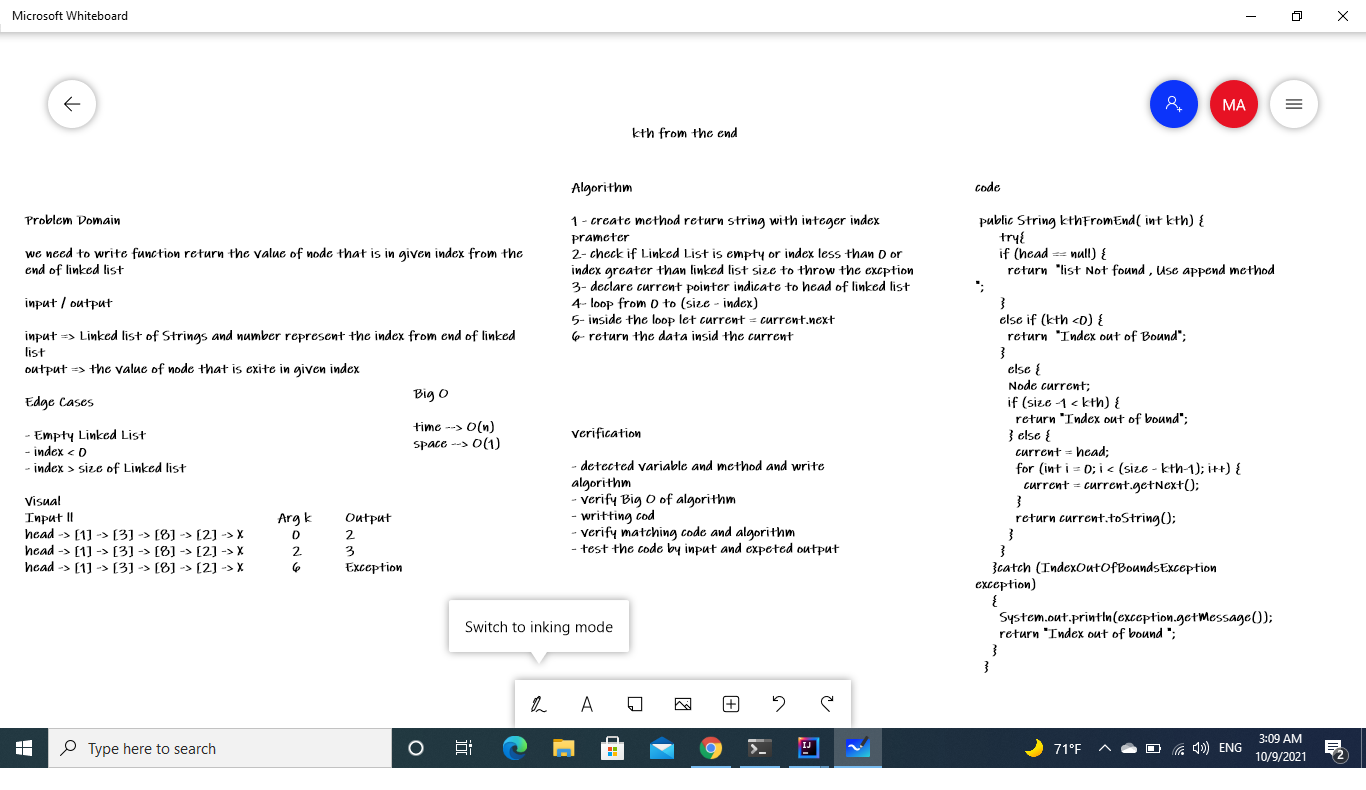 Microsoft Whiteboard
MA
kth from the end
Problem Domain
we need to write function return the value of node that is in given index from the
end of linked list
input / output
input => Linked list of Strings and number represent the index from end of linked
list
output => the value of node that is exite in given index
Edge Cases
- Empty Linked List
- index < 0
- index > size of Linked list
Big O
time --> O(n)
space --> O(1)
Visual
Input ll Arg k Output
head -> [1] -> [3] -> [8] -> [2] -> X 0 2
head -> [1] -> [3] -> [8] -> [2] -> X 2 3
head -> [1] -> [3] -> [8] -> [2] -> X 6 Exception
Algorithm
1 - create method return string with integer index
prameter
2- check if Linked List is empty or index less than 0 or
index greater than linked list size to throw the excption
3- declare current pointer indicate to head of linked list
4- loop from 0 to (size - index)
5- inside the loop let current = current.next
6- return the data insid the current
verification
- detected variable and method and write
algorithm
- verify Big O of algorithm
- writting cod
- verify matching code and algorithm
- test the code by input and expeted output
code
public String kthFromEnd( int kth) {
try{
if (head == null) {
return "list Not found , Use append method
";
}
else if (kth <0) {
return "Index out of Bound";
}
else {
Node current;
if (size -1 < kth) {
return "Index out of bound";
} else {
current = head;
for (int i = 0; i < (size - kth-1); i++) {
current = current.getNext();
}
return current.toString();
}
}
}catch (IndexOutOfBoundsException
exception)
{
System.out.println(exception.getMessage());
return "Index out of bound ";
}
}
Switch to inking mode
Type here to search
71°F
ENG
3:09 AM
10/9/2021
2